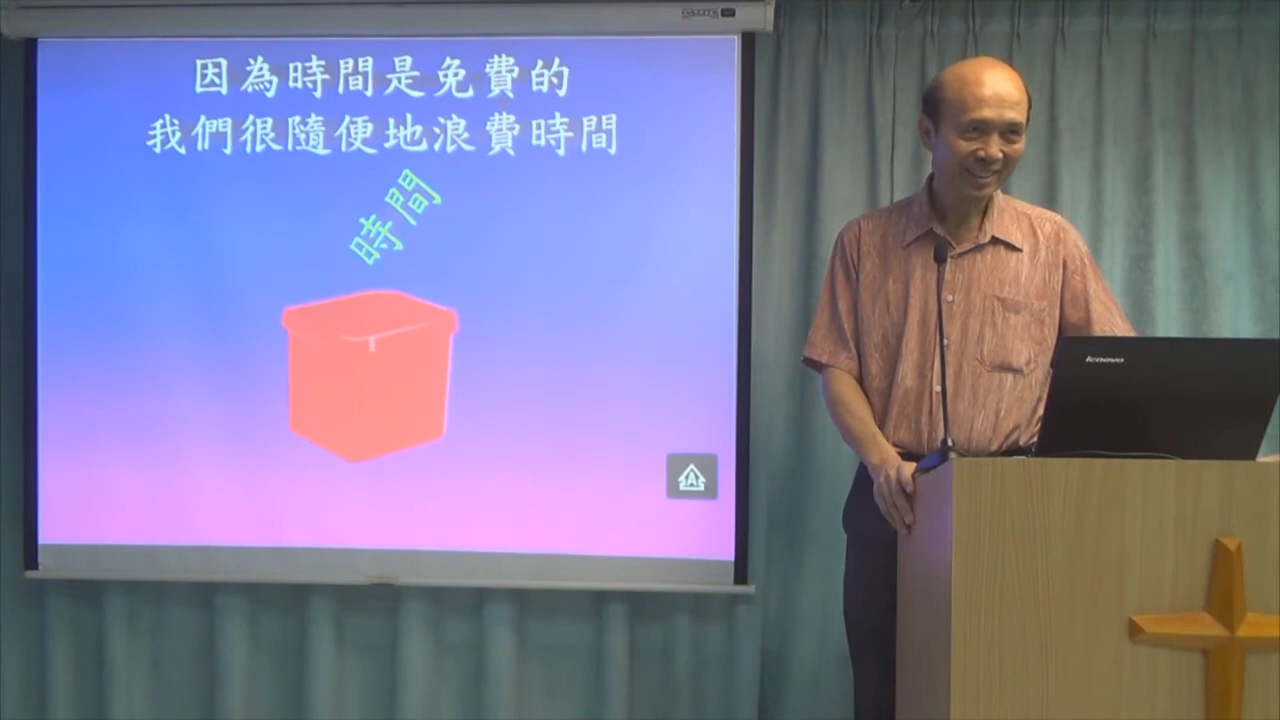 因為時間是免費的
我們很隨便地浪費時間
時間
A
lenovo